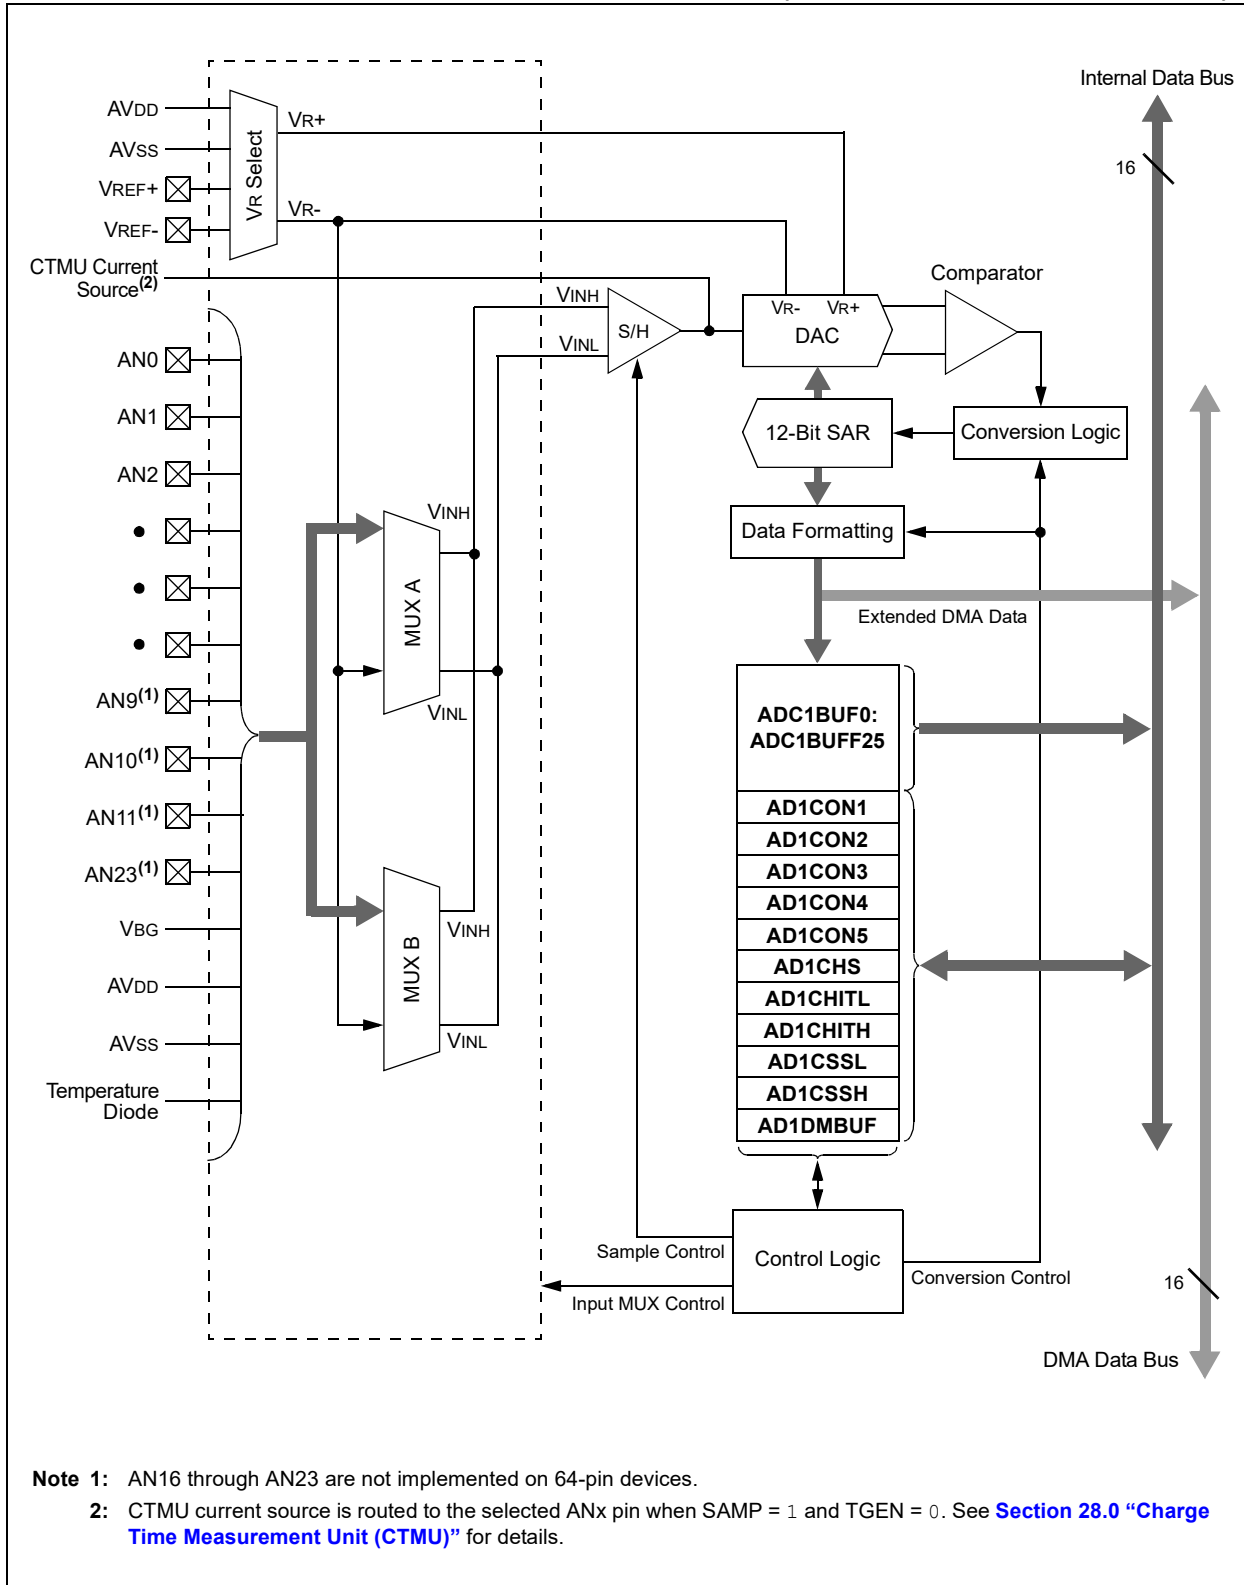 Internal Data Bus
16
AVDD
AVSS
VREF+
VREF-
VR Select
VR+
VR-
CTMU Current
Source(2)
VINH
VINL
S/H
VR- VR+
DAC
Comparator
12-Bit SAR
Conversion Logic
Data Formatting
Extended DMA Data
AN0
AN1
AN2
AN9(1)
AN10(1)
AN11(1)
AN23(1)
VBG
AVDD
AVSS
Temperature
Diode
VINH
MUX A
VINL
VINH
MUX B
VINL
ADC1BUF0:
ADC1BUFF25
AD1CON1
AD1CON2
AD1CON3
AD1CON4
AD1CON5
AD1CHS
AD1CHITL
AD1CHITH
AD1CSSL
AD1CSSH
AD1DMBUF
Sample Control
Control Logic
Conversion Control
Input MUX Control
16
DMA Data Bus
Note 1: AN16 through AN23 are not implemented on 64-pin devices.
2: CTMU current source is routed to the selected ANx pin when SAMP = 1 and TGEN = 0. See Section 28.0 “Charge
Time Measurement Unit (CTMU)” for details.